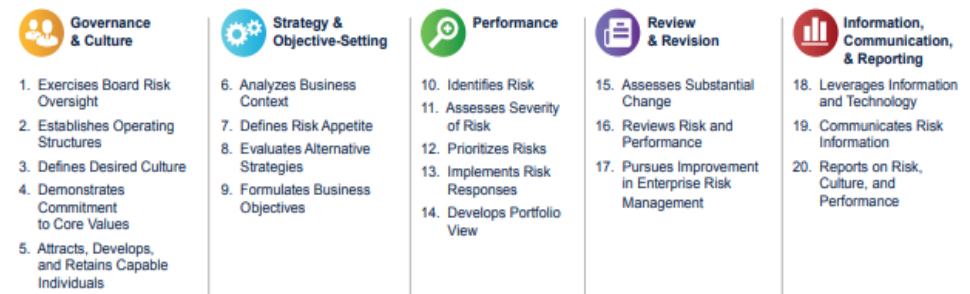 Governance
& Culture
1. Exercises Board Risk
Oversight
2. Establishes Operating
Structures
3. Defines Desired Culture
4. Demonstrates
Commitment
to Core Values
5. Attracts, Develops,
and Retains Capable
Individuals
Strategy &
Objective-Setting
6. Analyzes Business
Context
7. Defines Risk Appetite
8. Evaluates Alternative
Strategies
9. Formulates Business
Objectives
Performance
10. Identifies Risk
11. Assesses Severity
of Risk
12. Prioritizes Risks
13. Implements Risk
Responses
14. Develops Portfolio
View
Review
& Revision
15. Assesses Substantial
Change
16. Reviews Risk and
Performance
17. Pursues Improvement
in Enterprise Risk
Management
Information,
Communication,
& Reporting
18. Leverages Information
and Technology
19. Communicates Risk
Information
20. Reports on Risk,
Culture, and
Performance